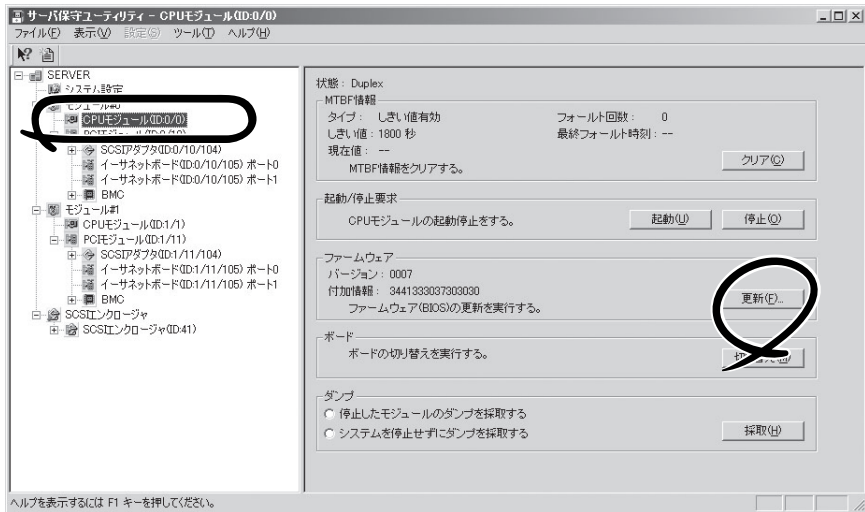 サーバ保守ユーティリティ - CPUモジュール(ID:0/0)
ファイル(F) 表示(V) 設定(S) ツール(T) ヘルプ(H)
SERVER
システム設定
モジュール#0
CPUモジュール(ID:0/0)
PCIモジュール(ID:0/10)
SCSIアダプタ(ID:0/10/104)
イーサネットボード(ID:0/10/105) ポート0
イーサネットボード(ID:0/10/105) ポート1
BMC
モジュール#1
CPUモジュール(ID:1/1)
PCIモジュール(ID:1/11)
SCSIアダプタ(ID:1/11/104)
イーサネットボード(ID:1/11/105) ポート0
イーサネットボード(ID:1/11/105) ポート1
BMC
SCSIエンクロージャ
SCSIエンクロージャ(ID:41)
状態 : Duplex
MTBF情報
タイプ : しきい値有効 フォールト回数 : 0
しきい値 : 1800 秒 最終フォールト時刻 : --
現在値 : --
MTBF情報をクリアする。 クリア(C)
起動/停止要求
CPUモジュールの起動停止をする。 起動(U) 停止(O)
ファームウェア
バージョン : 0007
付加情報 : 3441333037303030
ファームウェア(BIOS)の更新を実行する。 更新(F)...
ボード
ボードの切り替えを実行する。
ダンプ
停止したモジュールのダンプを採取する
システムを停止せずにダンプを採取する 採取(H)
ヘルプを表示するには F1 キーを押してください。